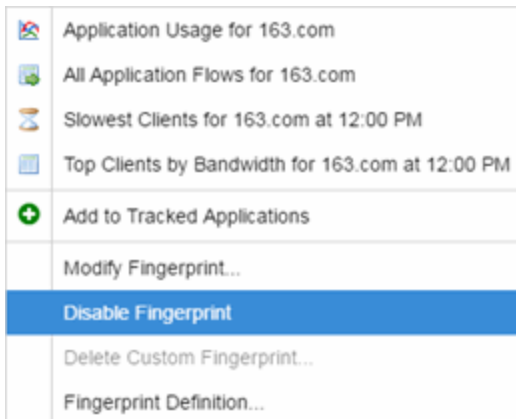 Application Usage for 163.com
All Application Flows for 163.com
Slowest Clients for 163.com at 12:00 PM
Top Clients by Bandwidth for 163.com at 12:00 PM
Add to Tracked Applications
Modify Fingerprint...
Disable Fingerprint
Delete Custom Fingerprint...
Fingerprint Definition...